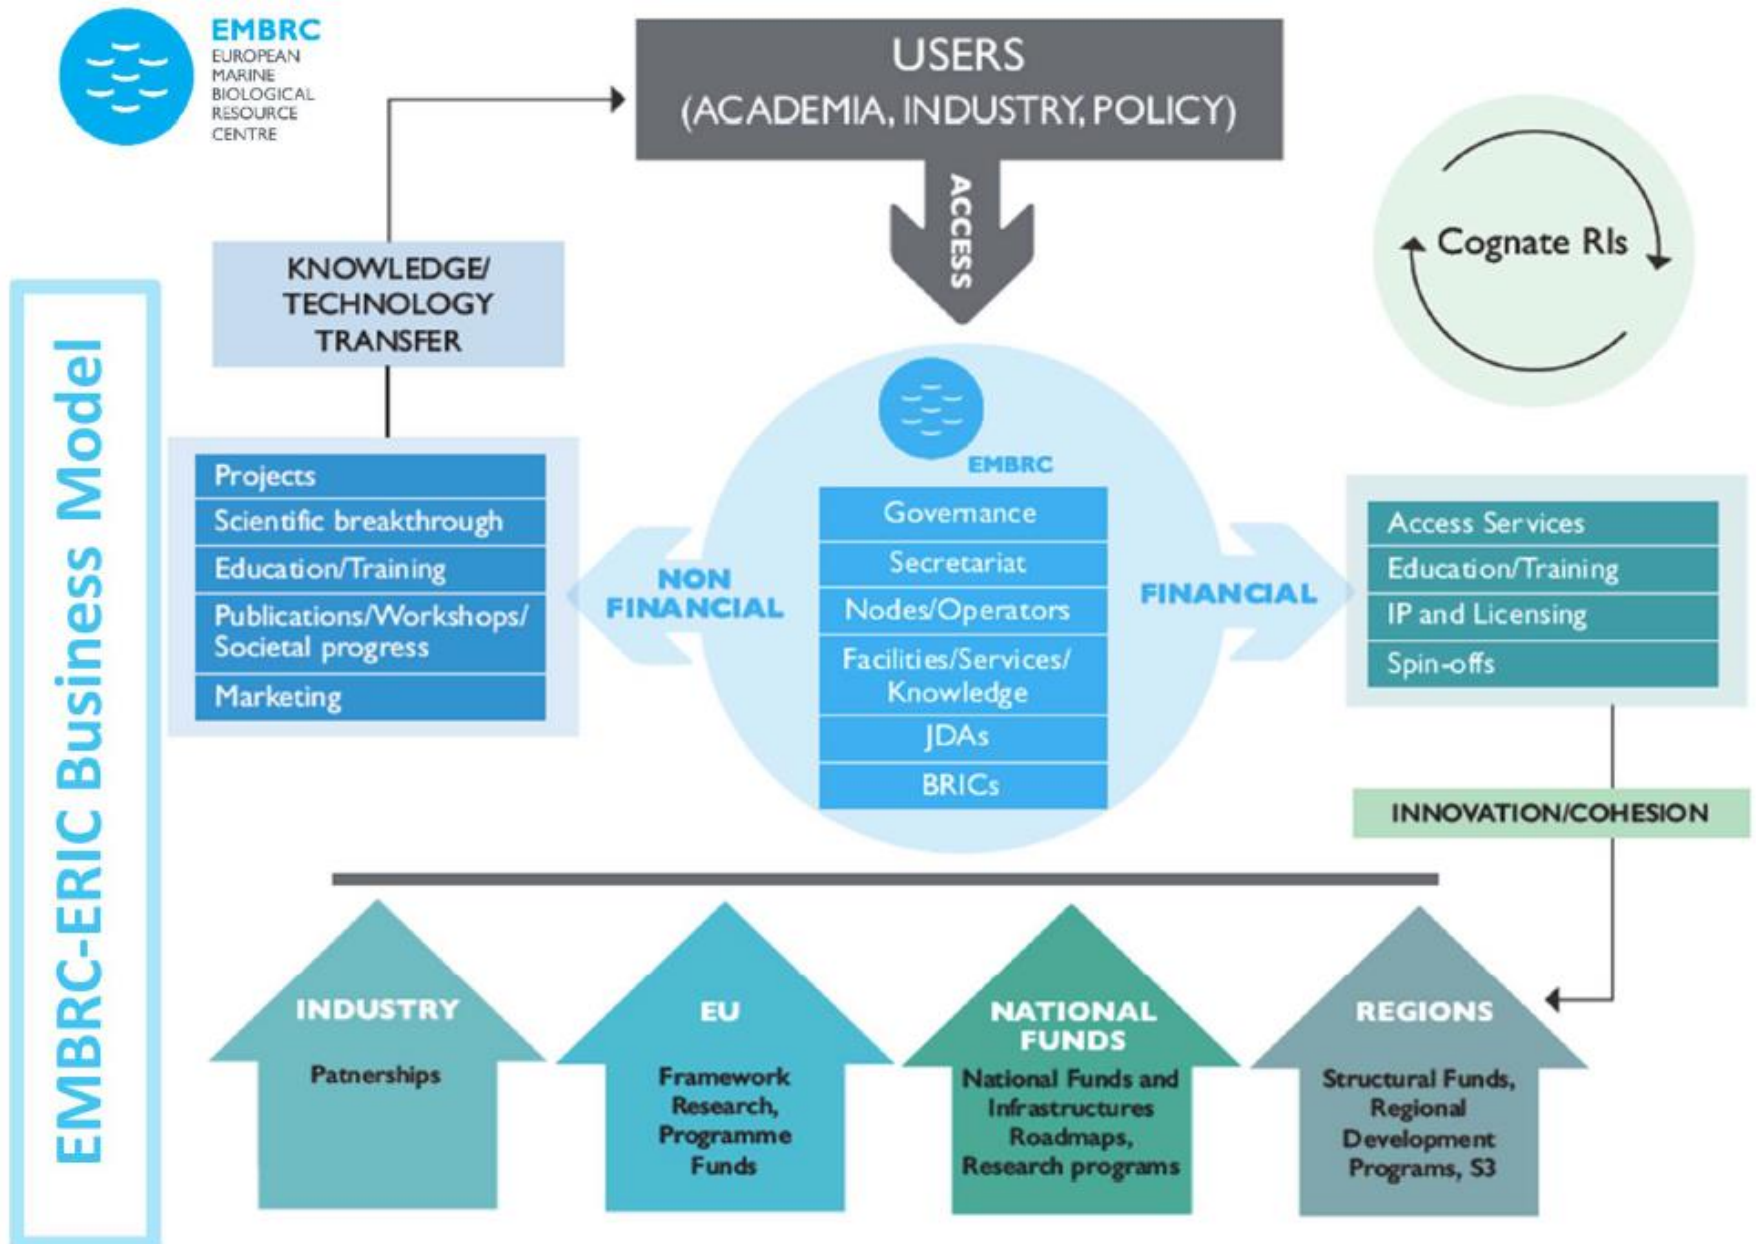 EMBRC
EUROPEAN
MARINE
BIOLOGICAL
RESOURCE
CENTRE
USERS
(ACADEMIA, INDUSTRY, POLICY)
ACCESS
Cognate RIs
KNOWLEDGE/
TECHNOLOGY
TRANSFER
EMBRC-ERIC Business Model
Projects
Scientific breakthrough
Education/Training
Publications/Workshops/
Societal progress
Marketing
NON
FINANCIAL
EMBRC
Governance
Secretariat
Nodes/Operators
Facilities/Services/
Knowledge
JDAs
BRICs
FINANCIAL
Access Services
Education/Training
IP and Licensing
Spin-offs
INNOVATION/COHESION
INDUSTRY
Patnerships
EU
Framework
Research,
Programme
Funds
NATIONAL
FUNDS
National Funds and
Infrastructures
Roadmaps,
Research programs
REGIONS
Structural Funds,
Regional
Development
Programs, S3